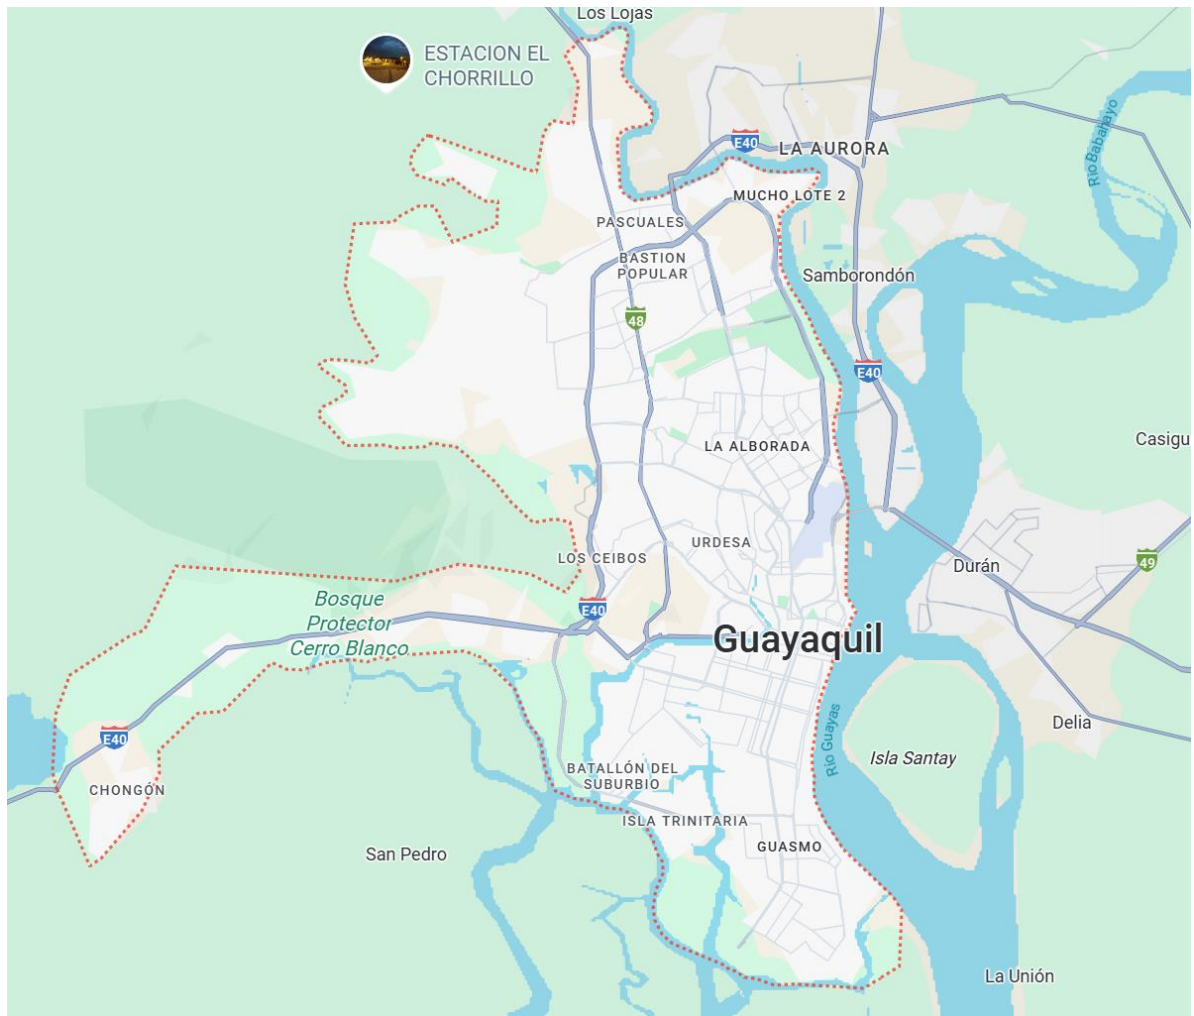 Los Lojas
ESTACION EL
CHORRILLO
E40
LA AURORA
Río Babahayo
MUCHO LOTE 2
PASCUALES
BASTION
POPULAR
Samborondón
48
E40
Casigu
LA ALBORADA
URDESA
LOS CEIBOS
Durán
49
Bosque
Protector
Cerro Blanco
E40
Guayaquil
Río Guayas
Delia
E40
Isla Santay
CHONGÓN
BATALLÓN DEL
SUBURBIO
ISLA TRINITARIA
San Pedro
GUASMO
La Unión